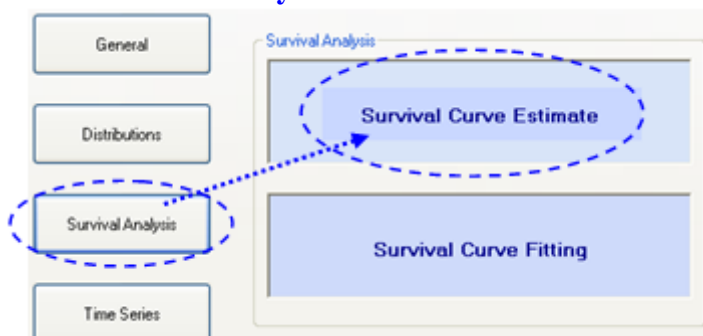 General
Distributions
Survival Analysis
Time Series
Survival Analysis
Survival Curve Estimate
Survival Curve Fitting